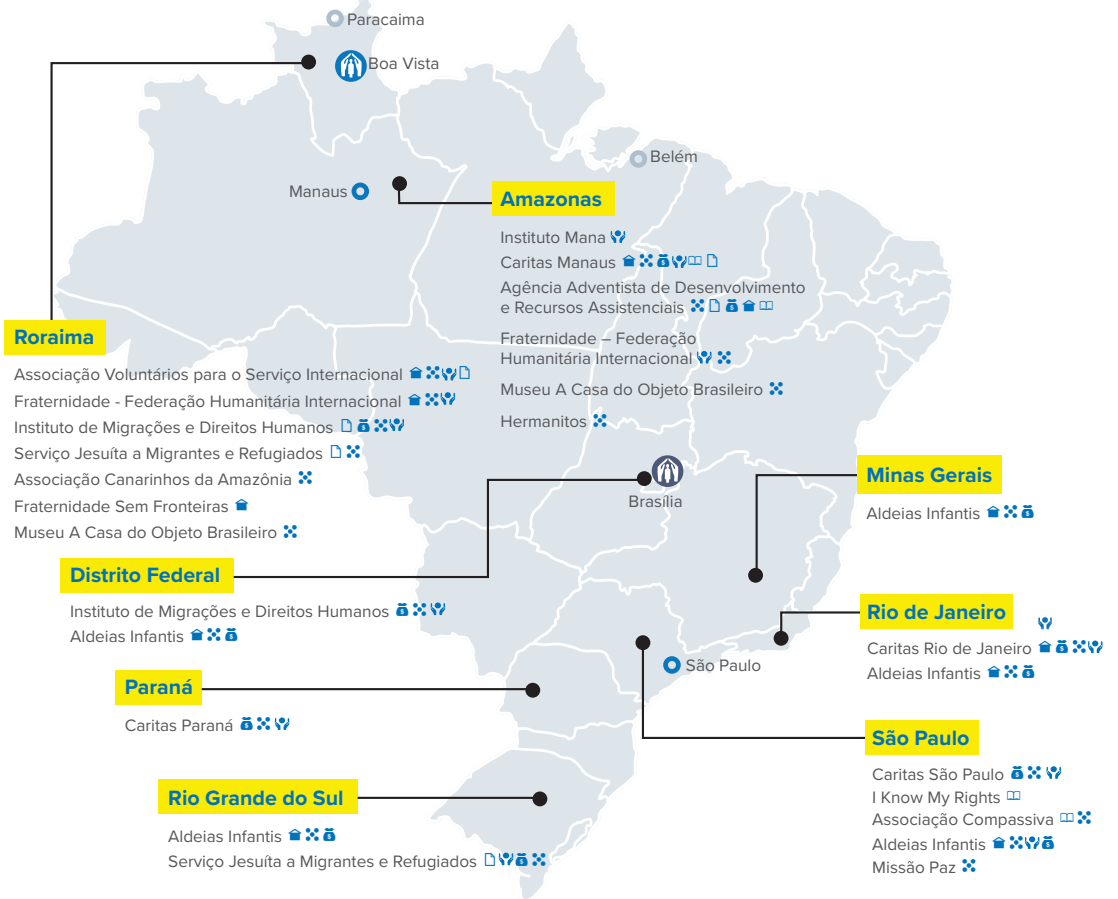 Paracaima
Boa Vista
Belém
Manaus
Amazonas
Instituto Mana
Caritas Manaus
Agência Adventista de Desenvolvimento
e Recursos Assistenciais
Fraternidade – Federação
Humanitária Internacional
Museu A Casa do Objeto Brasileiro
Hermanitos
Roraima
Associação Voluntários para o Serviço Internacional
Fraternidade - Federação Humanitária Internacional
Instituto de Migrações e Direitos Humanos
Serviço Jesuíta a Migrantes e Refugiados
Associação Canarinhos da Amazônia
Fraternidade Sem Fronteiras
Museu A Casa do Objeto Brasileiro
Brasília
Minas Gerais
Aldeias Infantis
Distrito Federal
Instituto de Migrações e Direitos Humanos
Aldeias Infantis
Rio de Janeiro
Caritas Rio de Janeiro
Aldeias Infantis
São Paulo
Paraná
Caritas Paraná
São Paulo
Caritas São Paulo
I Know My Rights
Associação Compassiva
Aldeias Infantis
Missão Paz
Rio Grande do Sul
Aldeias Infantis
Serviço Jesuíta a Migrantes e Refugiados